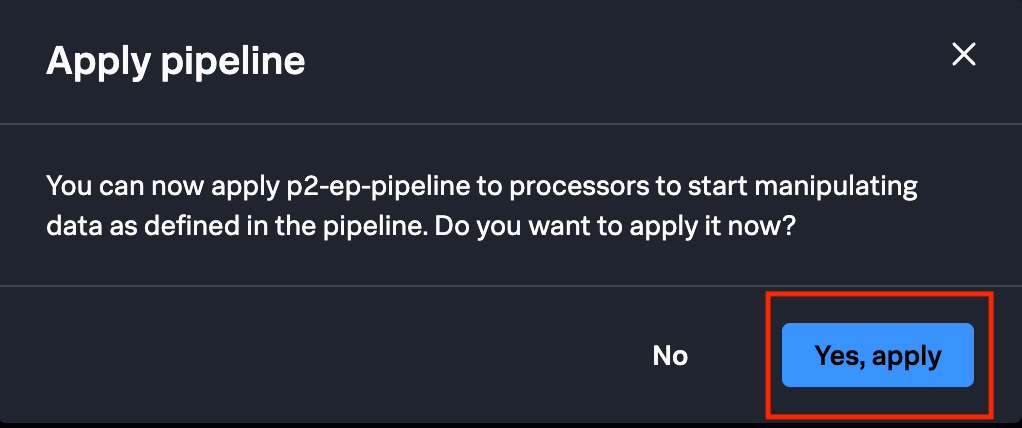 Apply pipeline
You can now apply p2-ep-pipeline to processors to start manipulating
data as defined in the pipeline. Do you want to apply it now?
No
Yes, apply